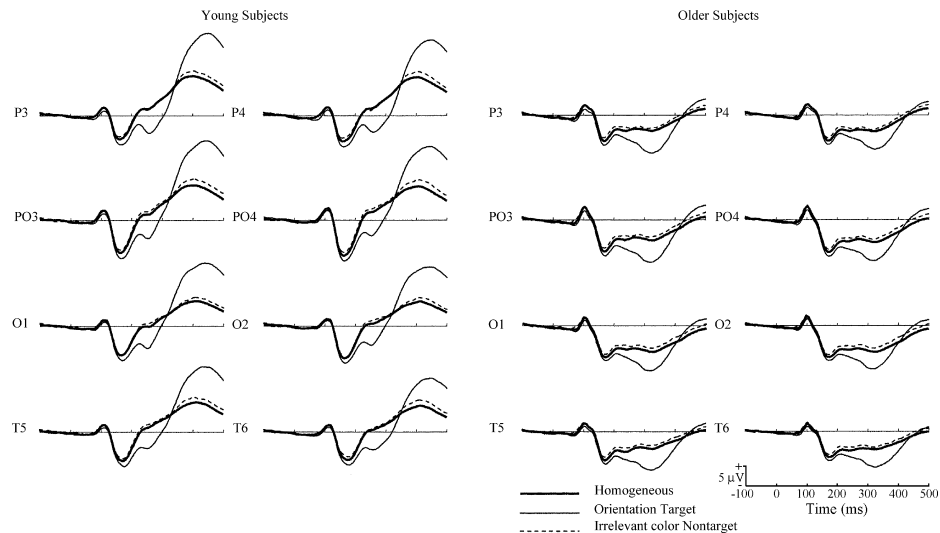 Young Subjects
Older Subjects
P3
P4
P3
P4
PO3
PO4
PO3
PO4
O1
O2
O1
O2
T5
T6
T5
T6
+
5 μV
-
-100 0 100 200 300 400 500
Time (ms)
Homogeneous
Orientation Target
Irrelevant color Nontarget